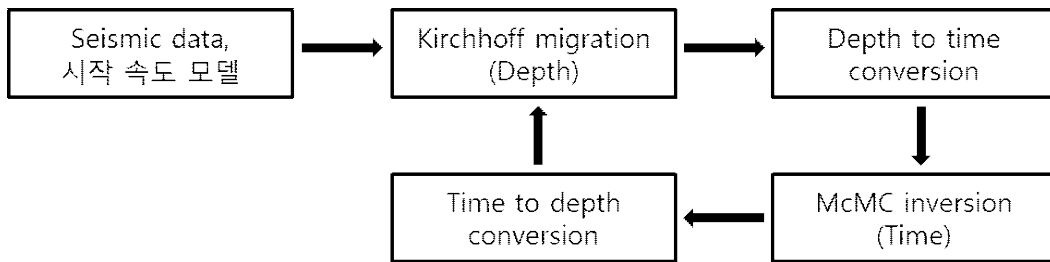 Seismic data,
시작 속도 모델
Kirchhoff migration
(Depth)
Depth to time
conversion
Time to depth
conversion
McMC inversion
(Time)